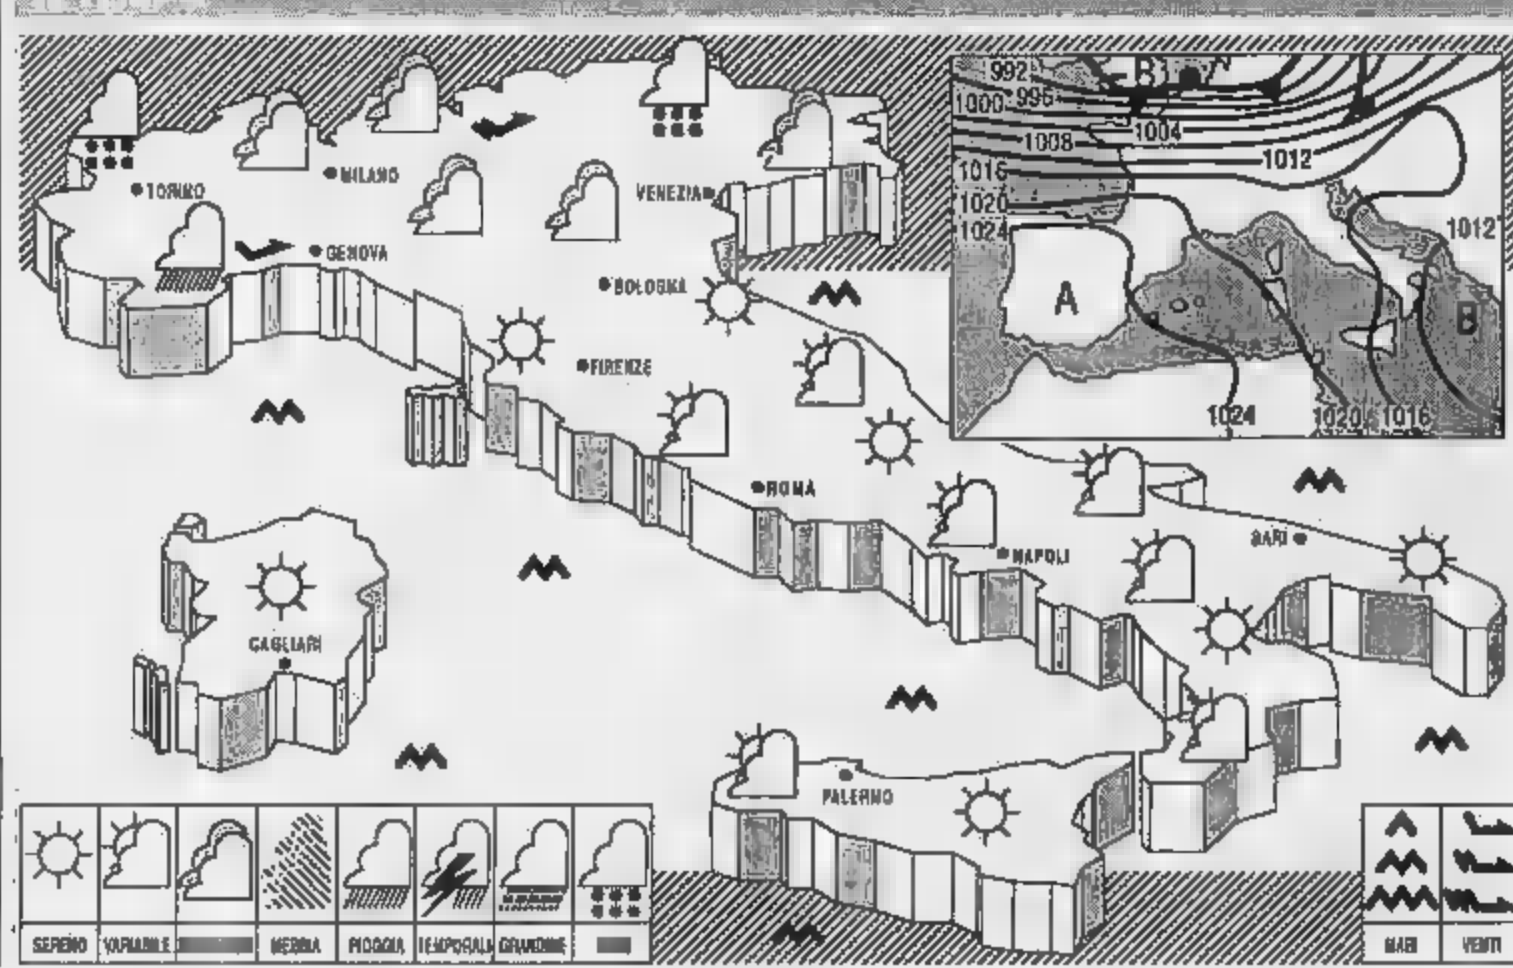 992
B
1000 996
1004
1008
1012
1016
1020
1024
1012
A
B
1024
1020
1016
TORINO
MILANO
VENEZIA
GENOVA
BOLOGNA
FIRENZE
ROMA
NAPOLI
BARI
CAGLIARI
PALERMO
SERENO VARIABILE NEBBIA PIOGGIA TEMPORALI GRANDINE
MARI VENTI